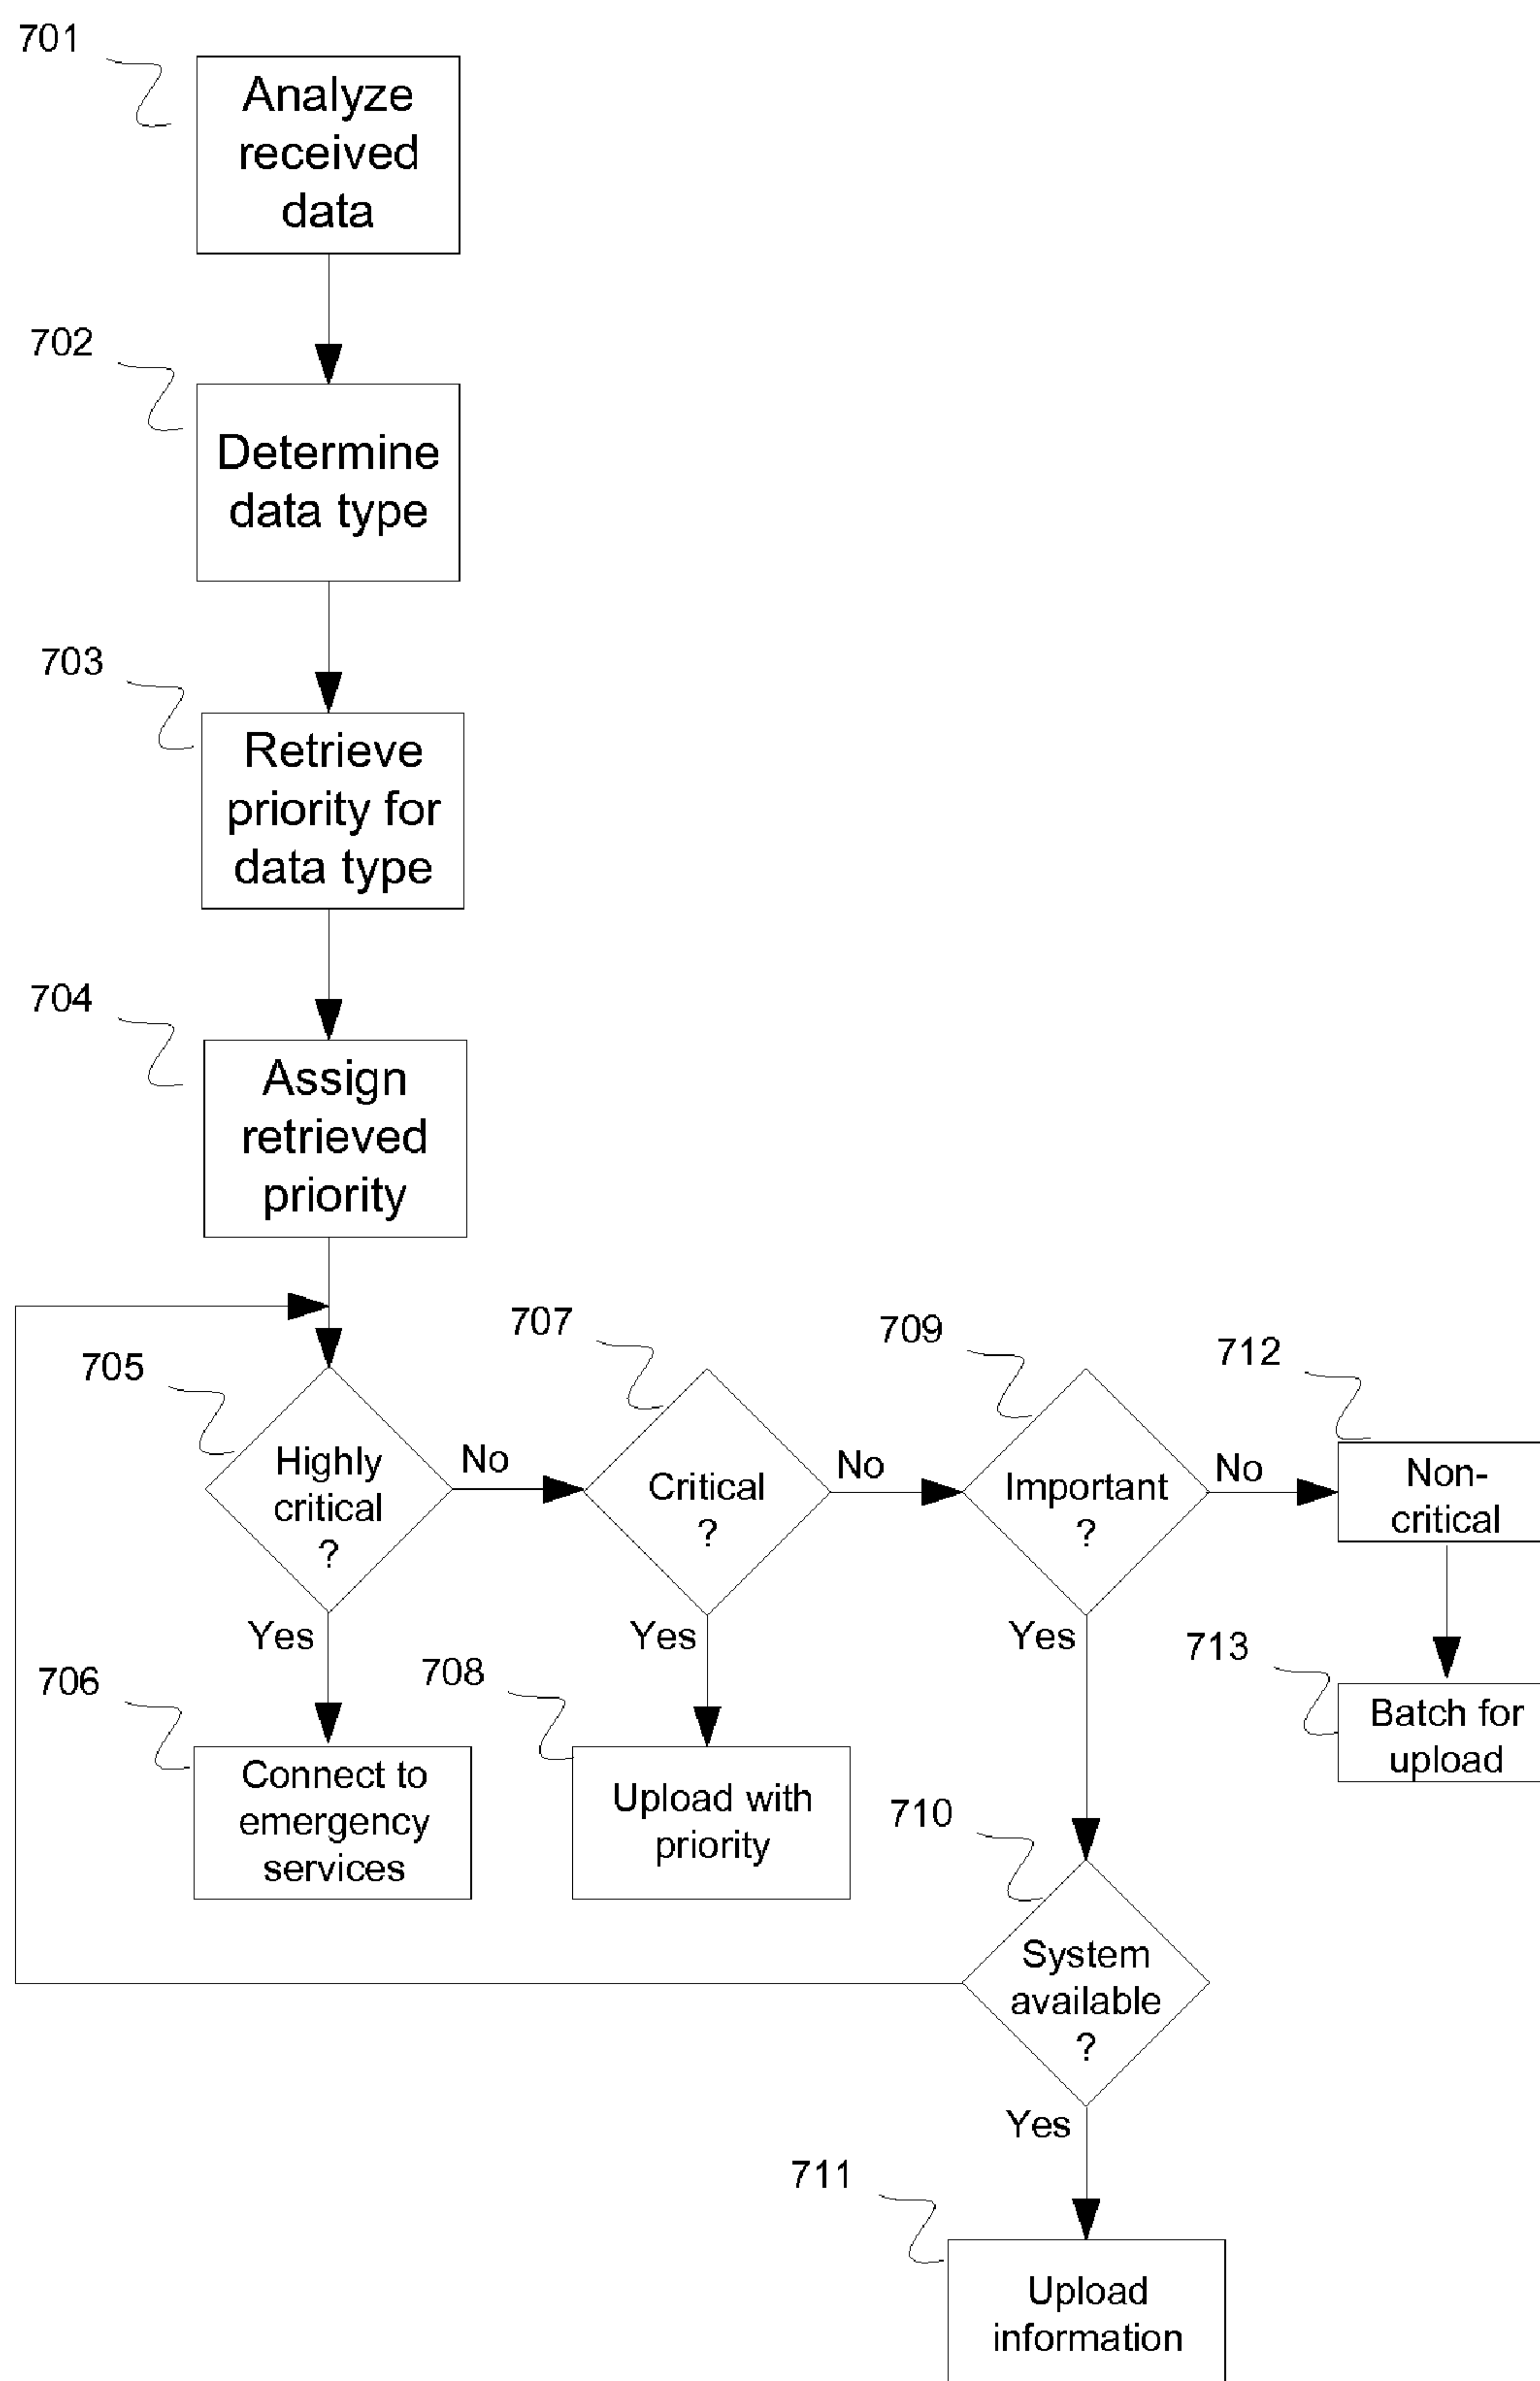 701
Analyze
received
data
702
Determine
data type
703
Retrieve
priority for
data type
704
Assign
retrieved
priority
705
Highly
critical
?
No
707
Critical
?
No
709
Important
?
No
712
Non-
critical
Yes
706
Connect to
emergency
services
Yes
708
Upload with
priority
Yes
713
Batch for
upload
710
System
available
?
Yes
711
Upload
information